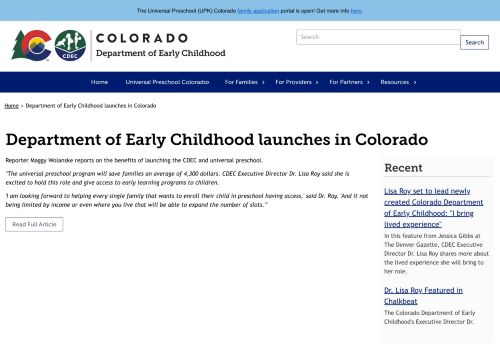 The Universal Preschool (UPK) Colorado family application portal is open! Get more info here.
COLORADO
Department of Early Childhood
CDEC
Search
Search
Home
Universal Preschool Colorado
For Families
For Providers
For Partners
Resources
Home › Department of Early Childhood launches in Colorado
Department of Early Childhood launches in Colorado
Reporter Maggy Wolanske reports on the benefits of launching the CDEC and universal preschool.
"The universal preschool program will save families an average of 4,300 dollars. CDEC Executive Director Dr. Lisa Roy said she is
excited to hold this role and give access to early learning programs to children.
'I am looking forward to helping every single family that wants to enroll their child in preschool having access,' said Dr. Roy. 'And it not
being limited by income or even where you live that will be able to expand the number of slots.'"
Read Full Article
Recent
Lisa Roy set to lead newly
created Colorado Department
of Early Childhood: "I bring
lived experience"
In this feature from Jessica Gibbs at
The Denver Gazette, CDEC Executive
Director Dr. Lisa Roy shares more about
the lived experience she will bring to
her role.
Dr. Lisa Roy Featured in
Chalkbeat
The Colorado Department of Early
Childhood's Executive Director Dr.